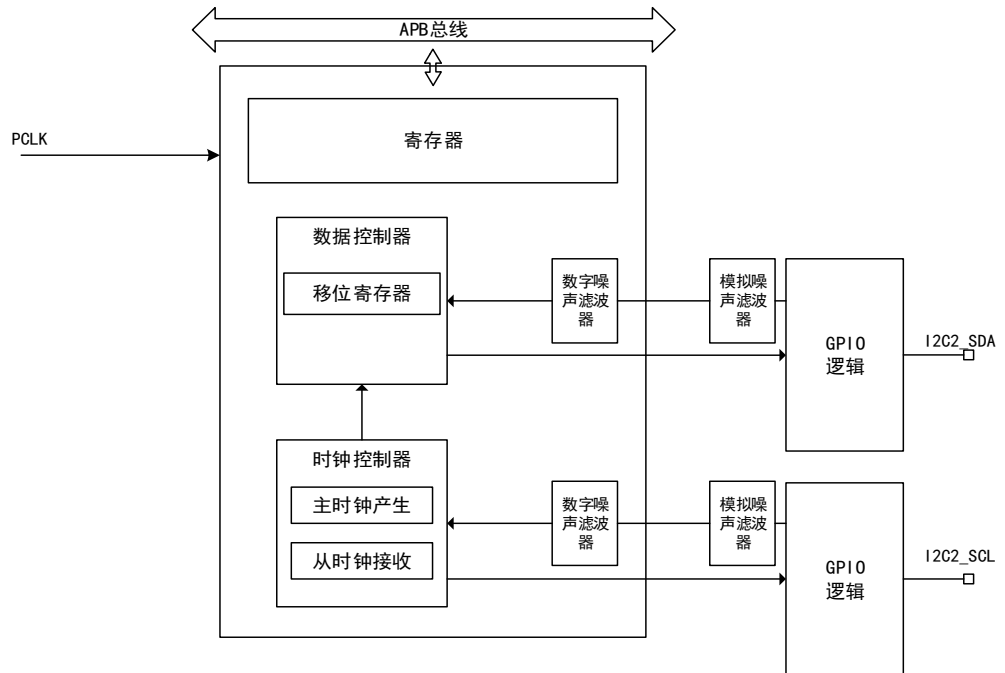 APB总线
PCLK
寄存器
数据控制器
移位寄存器
数字噪
声滤波
器
模拟噪
声滤波
器
GPIO
逻辑
I2C2_SDA
时钟控制器
主时钟产生
从时钟接收
数字噪
声滤波
器
模拟噪
声滤波
器
GPIO
逻辑
I2C2_SCL